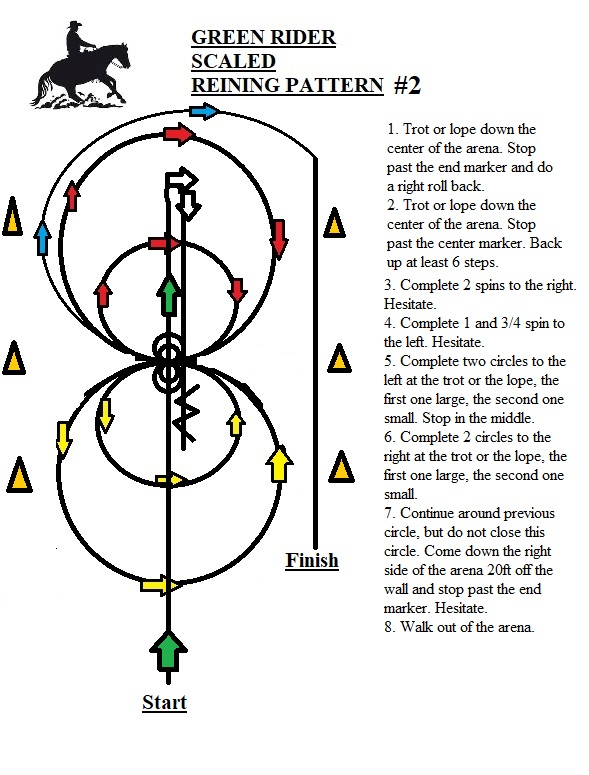 GREEN RIDER
SCALED
REINING PATTERN #2
1. Trot or lope down the
center of the arena. Stop
past the end marker and do
a right roll back.
2. Trot or lope down the
center of the arena. Stop
past the center marker. Back
up at least 6 steps.
3. Complete 2 spins to the right.
Hesitate.
4. Complete 1 and 3/4 spin to
the left. Hesitate.
5. Complete two circles to the
left at the trot or the lope, the
first one large, the second one
small. Stop in the middle.
6. Complete 2 circles to the
right at the trot or the lope, the
first one large, the second one
small.
7. Continue around previous
circle, but do not close this
circle. Come down the right
side of the arena 20ft off the
wall and stop past the end
marker. Hesitate.
8. Walk out of the arena.
Finish
Start